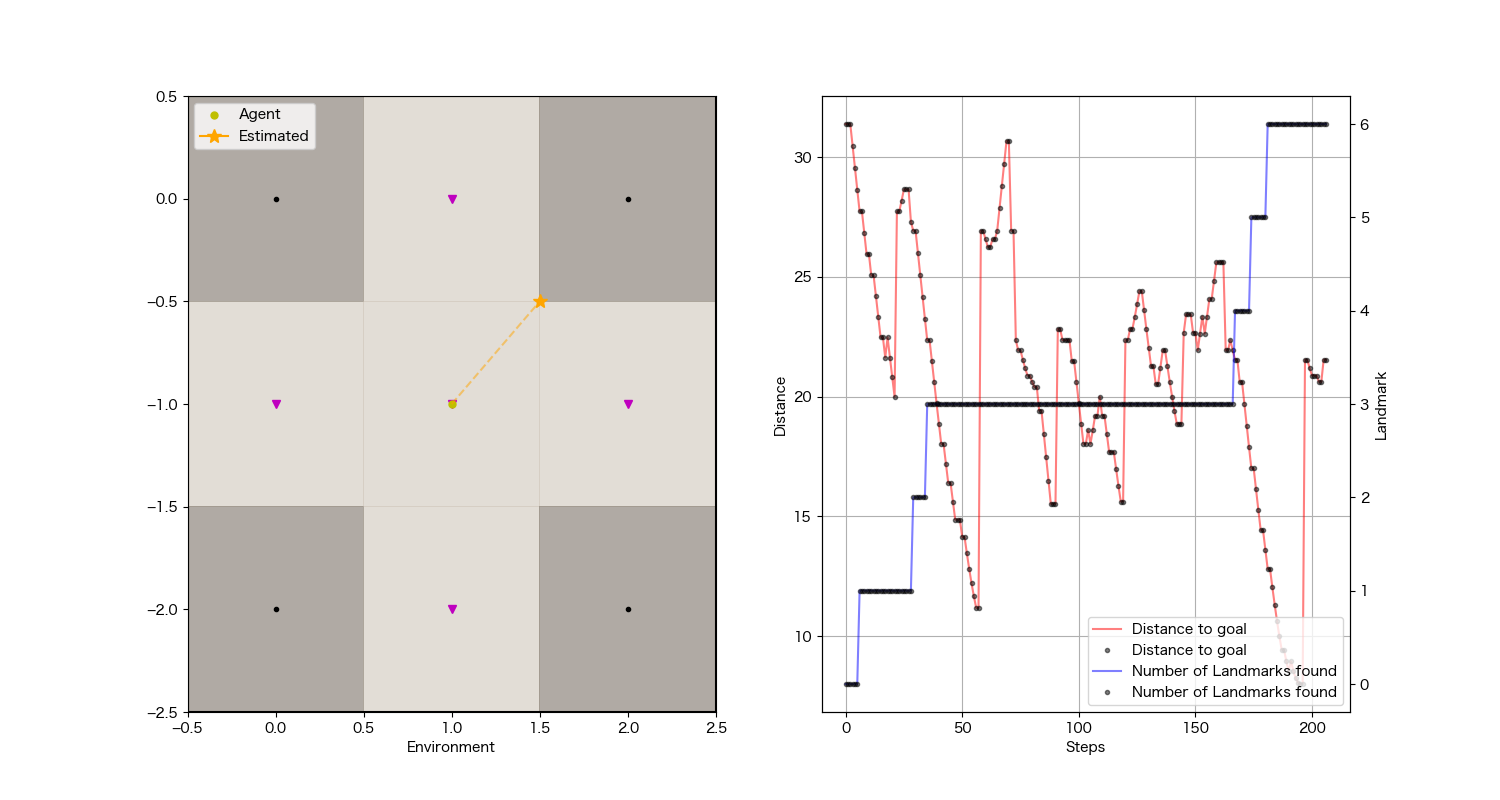 Agent
Estimated
0.5
0.0
−0.5
−1.0
−1.5
−2.0
−2.5
−0.5 0.0 0.5 1.0 1.5 2.0 2.5
Environment
30
25
20
15
10
Distance
0 50 100 150 200
Steps
6
5
4
3
2
1
0
Landmark
Distance to goal
Distance to goal
Number of Landmarks found
Number of Landmarks found